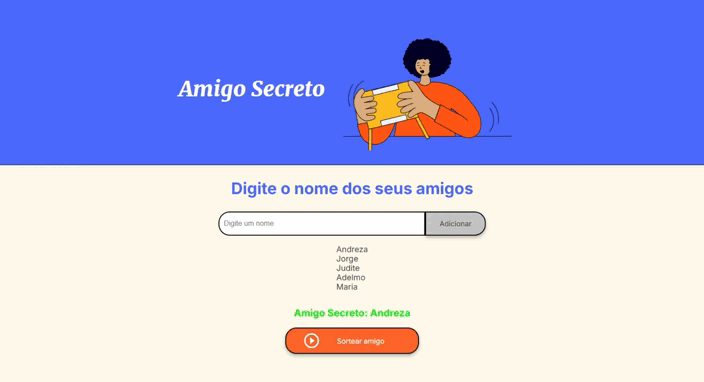 Amigo Secreto
Digite o nome dos seus amigos
Digite um nome
Adicionar
Andreza
Jorge
Judite
Adelmo
Maria
Amigo Secreto: Andreza
Sortear amigo